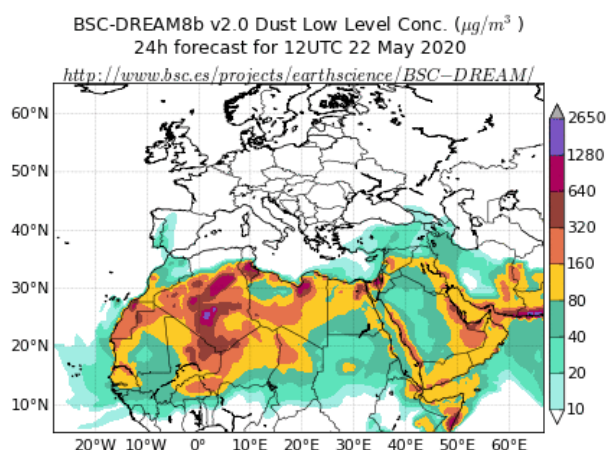 BSC-DREAM8b v2.0 Dust Low Level Conc. (μg/m³ )
24h forecast for 12UTC 22 May 2020
http://www.bsc.es/projects/earthscience/BSC−DREAM/
60°N
50°N
40°N
30°N
20°N
10°N
20°W 10°W 0° 10°E 20°E 30°E 40°E 50°E 60°E
2650
1280
640
320
160
80
40
20
10